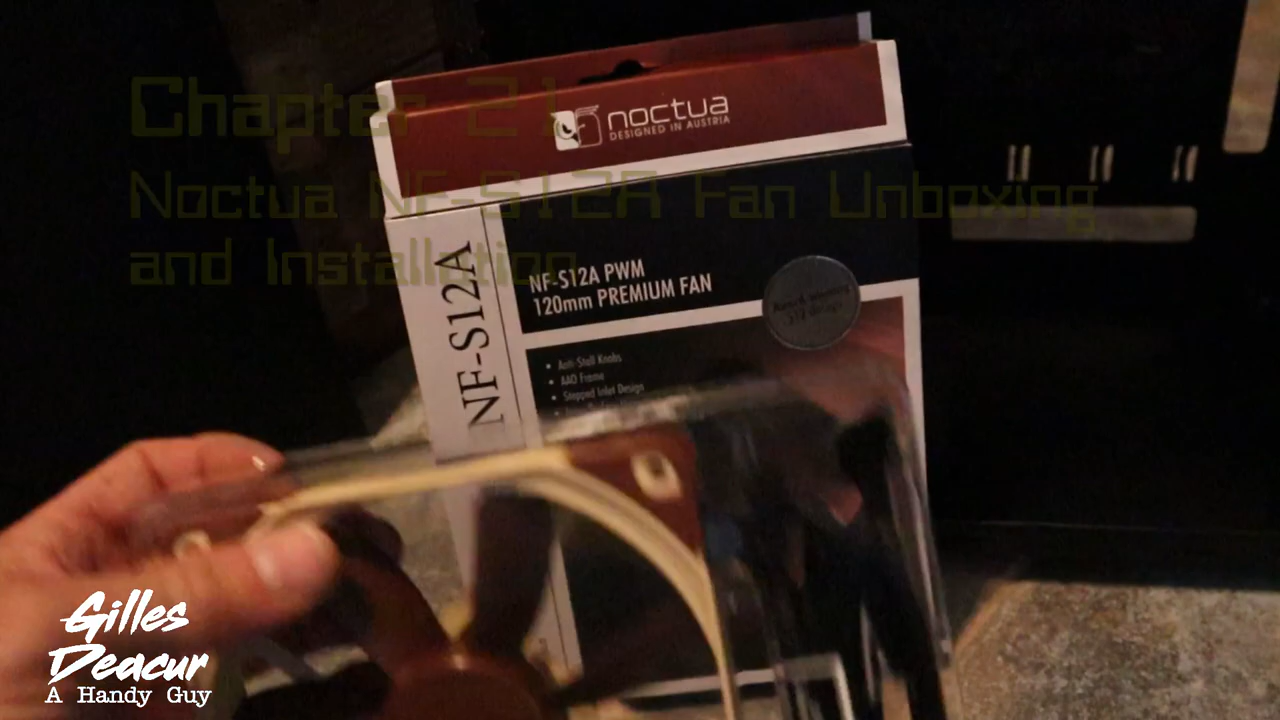 Chapter 21
Noctua NF-S12A Fan Unboxing
and Installation
noctua
DESIGNED IN AUSTRIA
NF-S12A
NF-S12A PWM
120mm PREMIUM FAN
• Anti-Stall Knobs
• AAO Frame
• Stepped Inlet Design
Gilles
Deacur
A Handy Guy